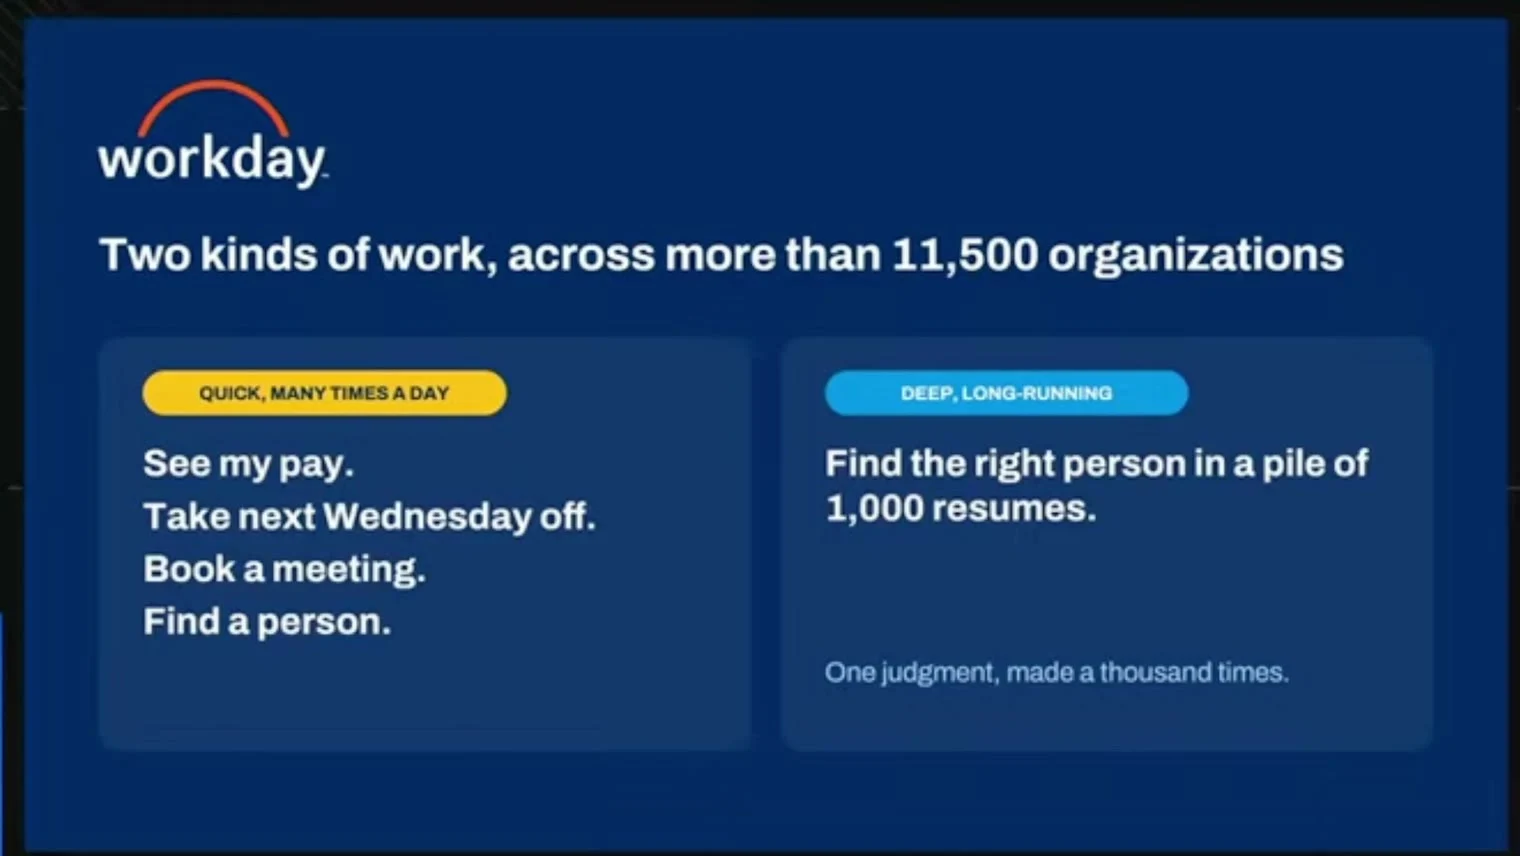 workday
Two kinds of work, across more than 11,500 organizations
QUICK, MANY TIMES A DAY
See my pay.
Take next Wednesday off.
Book a meeting.
Find a person.
DEEP, LONG-RUNNING
Find the right person in a pile of
1,000 resumes.
One judgment, made a thousand times.